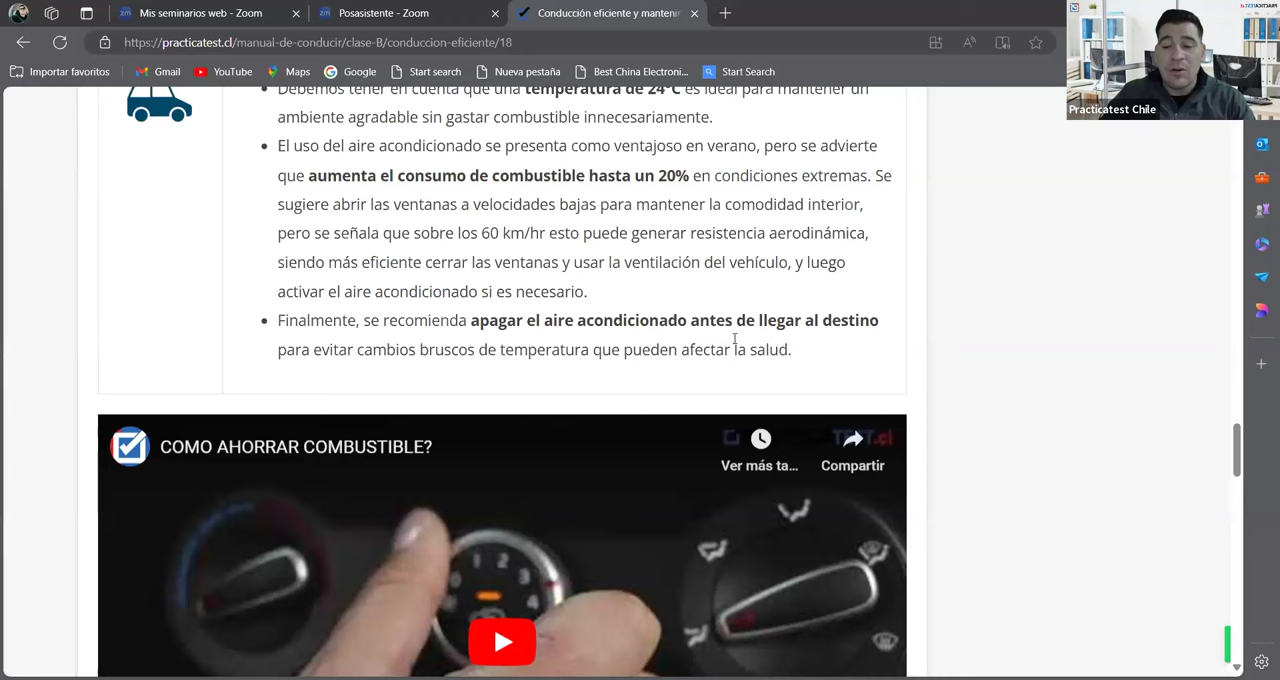 Mis seminarios web - Zoom
Posasistente - Zoom
Conducción eficiente y mantenir
https://practicatest.cl/manual-de-conducir/clase-B/conduccion-eficiente/18
Importar favoritos
Gmail
YouTube
Maps
Google
Start search
Nueva pestaña
Best China Electroni...
Start Search
Practicatest Chile
Debemos tener en cuenta que una temperatura de 24°C es ideal para mantener un
ambiente agradable sin gastar combustible innecesariamente.
El uso del aire acondicionado se presenta como ventajoso en verano, pero se advierte
que aumenta el consumo de combustible hasta un 20% en condiciones extremas. Se
sugiere abrir las ventanas a velocidades bajas para mantener la comodidad interior,
pero se señala que sobre los 60 km/hr esto puede generar resistencia aerodinámica,
siendo más eficiente cerrar las ventanas y usar la ventilación del vehículo, y luego
activar el aire acondicionado si es necesario.
Finalmente, se recomienda apagar el aire acondicionado antes de llegar al destino
para evitar cambios bruscos de temperatura que pueden afectar la salud.
COMO AHORRAR COMBUSTIBLE?
TEST.cl
Ver más ta...
Compartir
0 1 2 3 4